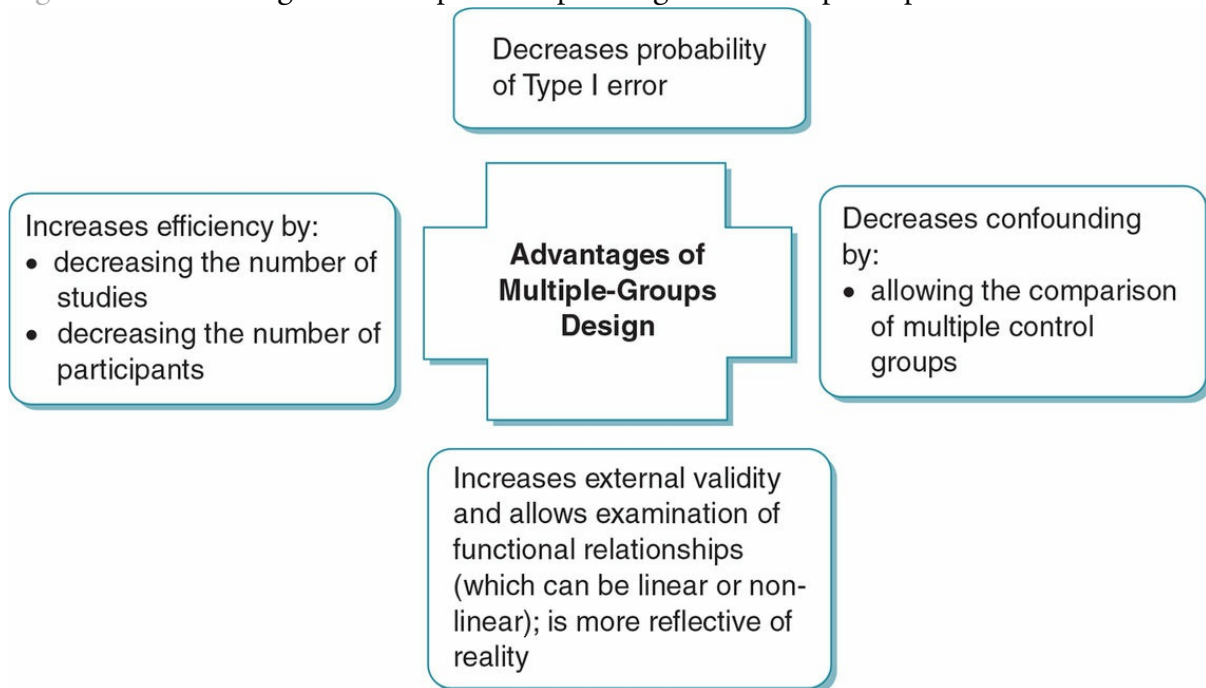 Decreases probability
of Type I error
Increases efficiency by:
• decreasing the number of
studies
• decreasing the number of
participants
Advantages of
Multiple-Groups
Design
Decreases confounding
by:
• allowing the comparison
of multiple control
groups
Increases external validity
and allows examination of
functional relationships
(which can be linear or non-
linear); is more reflective of
reality